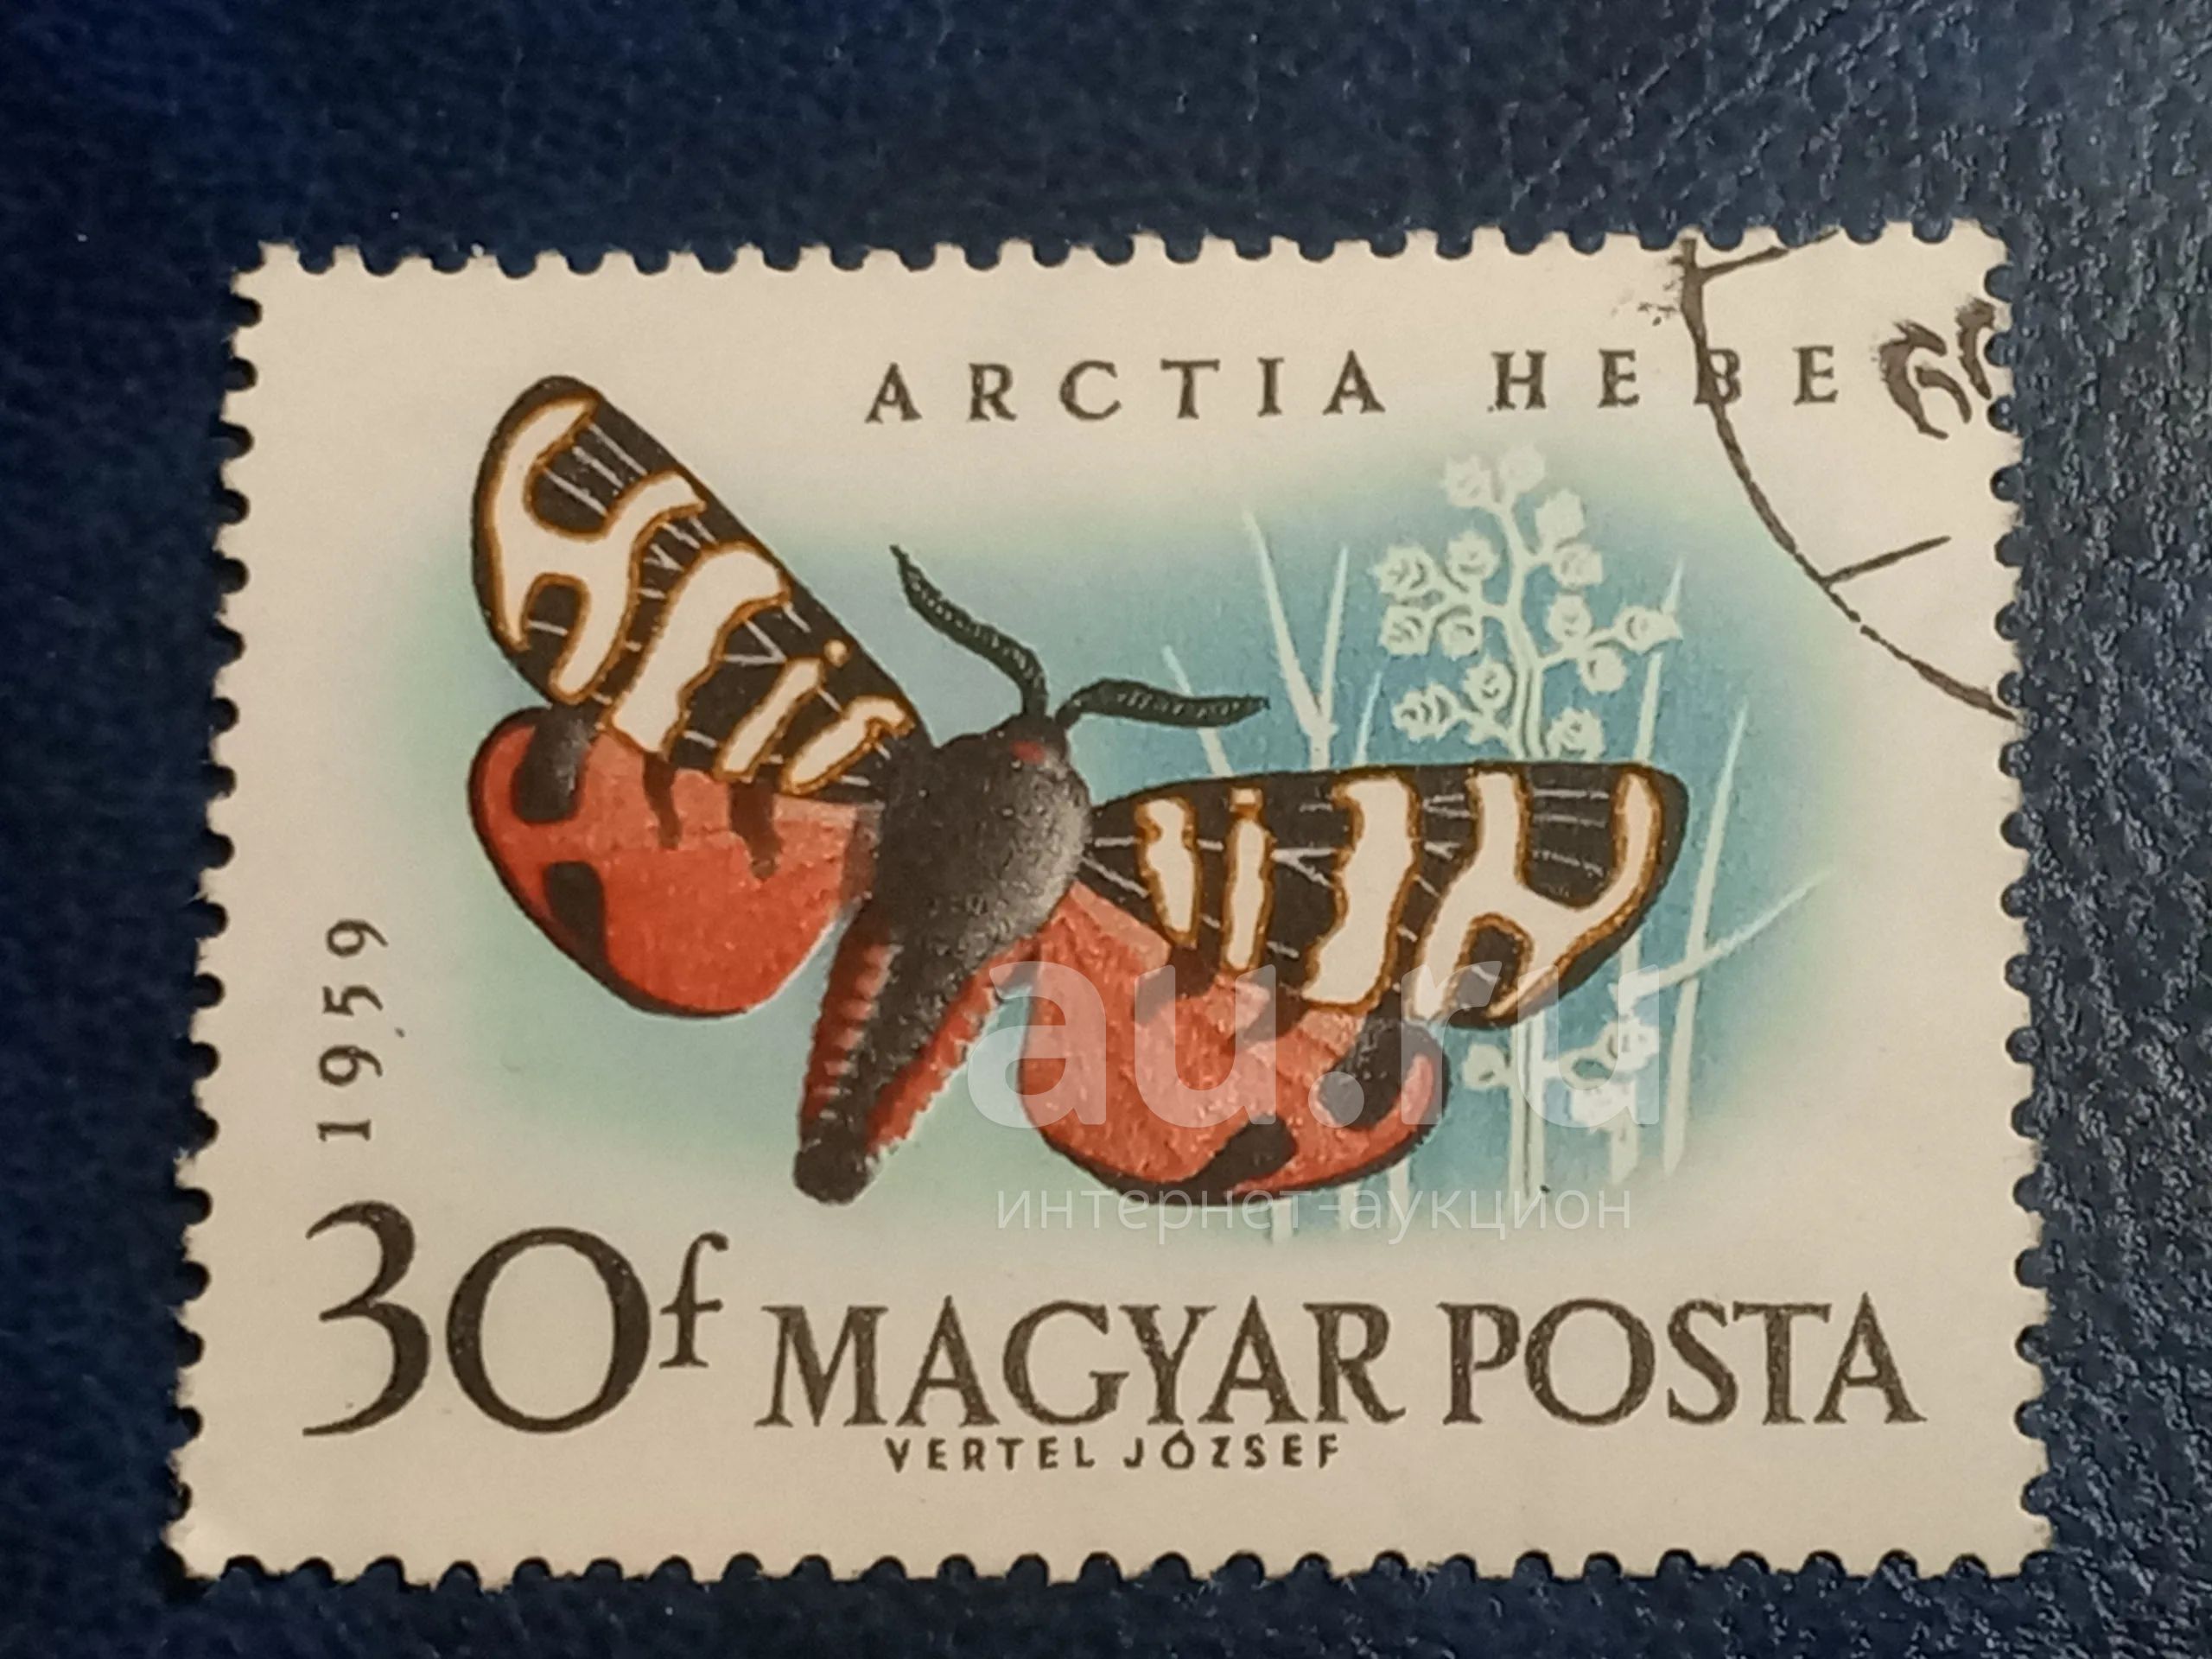 ARCTIA HEBE
1959
30f MAGYAR POSTA
VERTEL JÓZSEF
au.ru
интернет-аукцион